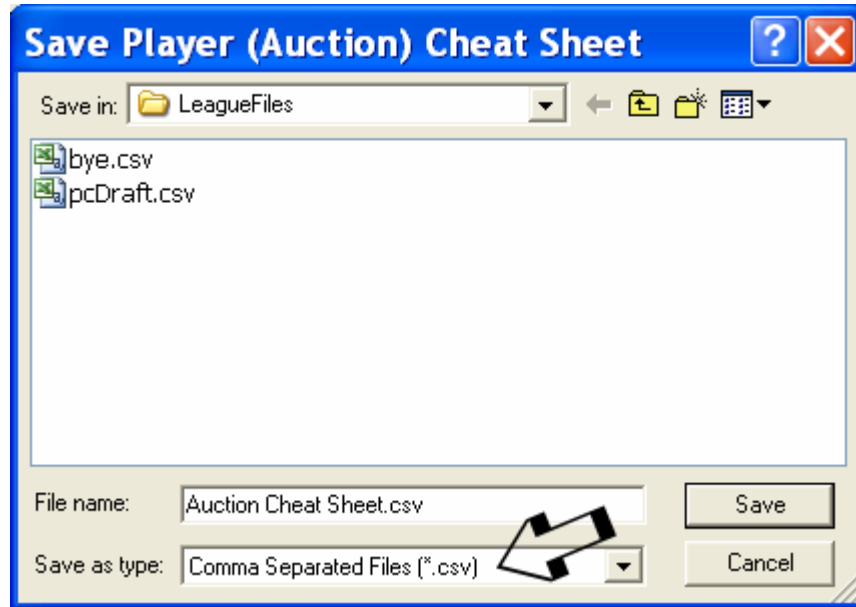 Save Player (Auction) Cheat Sheet
Save in: LeagueFiles
bye.csv
pcDraft.csv
File name: Auction Cheat Sheet.csv Save
Save as type: Comma Separated Files (*.csv) Cancel